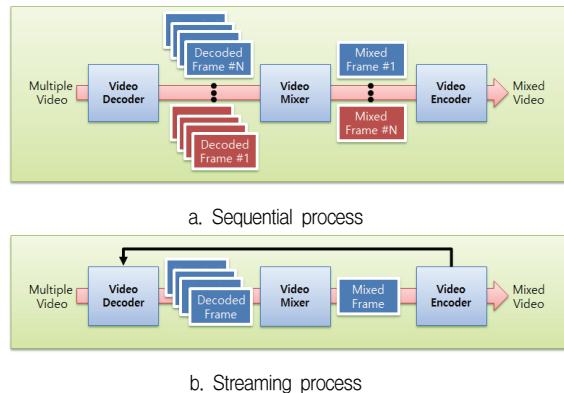 Decoded
Frame #N
Mixed
Frame #1
Multiple
Video
Video
Decoder
Video
Mixer
Video
Encoder
Mixed
Video
Decoded
Frame #1
Mixed
Frame #N
a. Sequential process
Multiple
Video
Video
Decoder
Decoded
Frame
Video
Mixer
Mixed
Frame
Video
Encoder
Mixed
Video
b. Streaming process